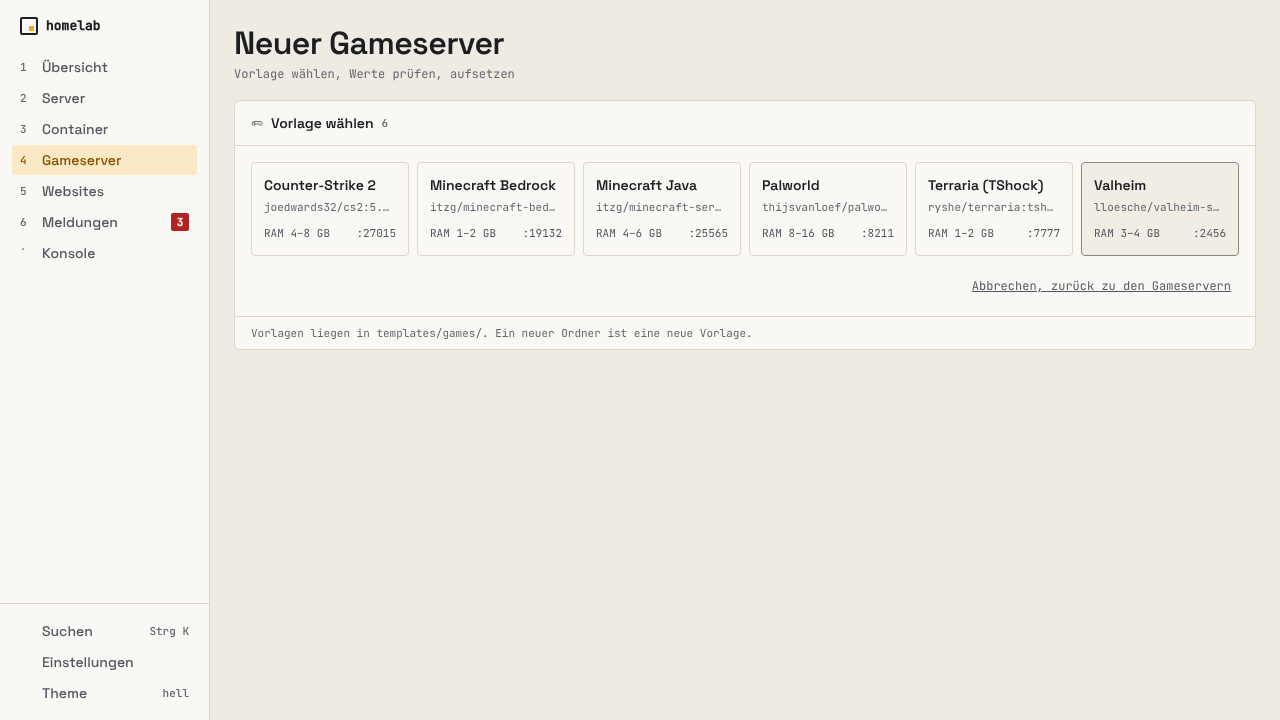 homelab
1 Übersicht
2 Server
3 Container
4 Gameserver
5 Websites
6 Meldungen 3
` Konsole
Suchen Strg K
Einstellungen
Theme hell
Neuer Gameserver
Vorlage wählen, Werte prüfen, aufsetzen
Vorlage wählen 6
Counter-Strike 2
joedwards32/cs2:5.…
RAM 4–8 GB :27015
Minecraft Bedrock
itzg/minecraft-bed…
RAM 1–2 GB :19132
Minecraft Java
itzg/minecraft-ser…
RAM 4–6 GB :25565
Palworld
thijsvanloef/palwo…
RAM 8–16 GB :8211
Terraria (TShock)
ryshe/terraria:tsh…
RAM 1–2 GB :7777
Valheim
lloesche/valheim-s…
RAM 3–4 GB :2456
Abbrechen, zurück zu den Gameservern
Vorlagen liegen in templates/games/. Ein neuer Ordner ist eine neue Vorlage.